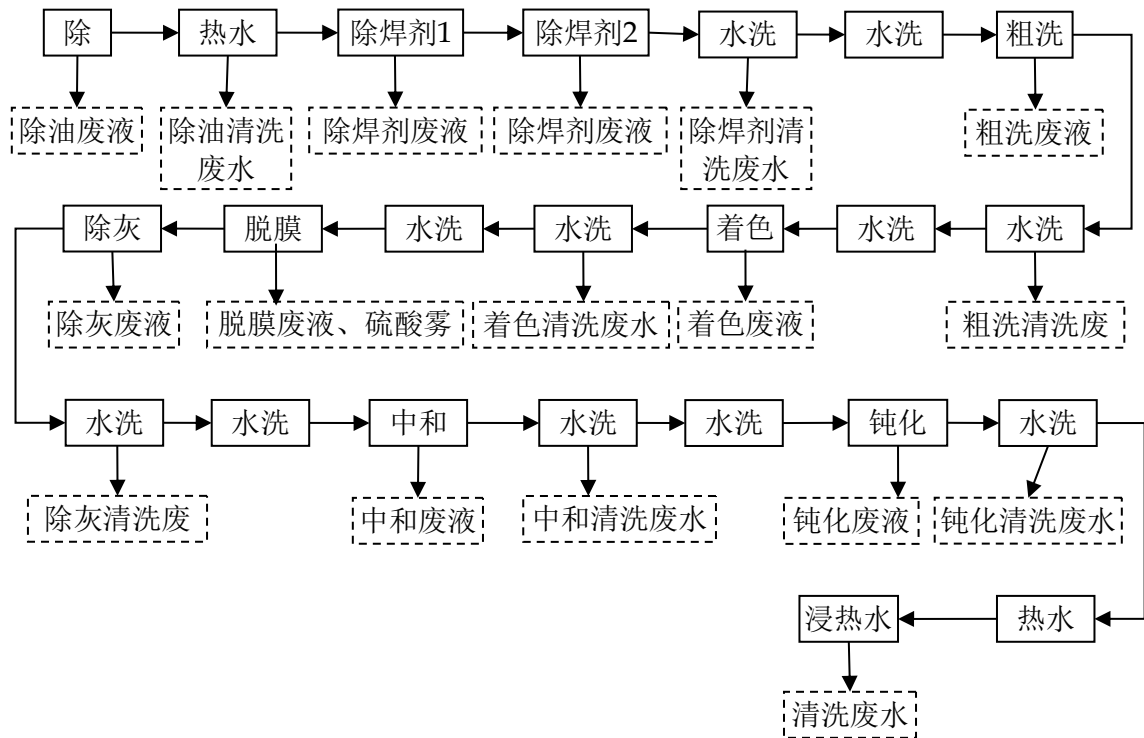 除
热水
除焊剂1
除焊剂2
水洗
水洗
粗洗
除油废液
除油清洗
废水
除焊剂废液
除焊剂废液
除焊剂清
洗废水
粗洗废液
除灰
脱膜
水洗
水洗
着色
水洗
水洗
除灰废液
脱膜废液、硫酸雾
着色清洗废水
着色废液
粗洗清洗废
水洗
水洗
中和
水洗
水洗
钝化
水洗
除灰清洗废
中和废液
中和清洗废水
钝化废液
钝化清洗废水
浸热水
热水
清洗废水